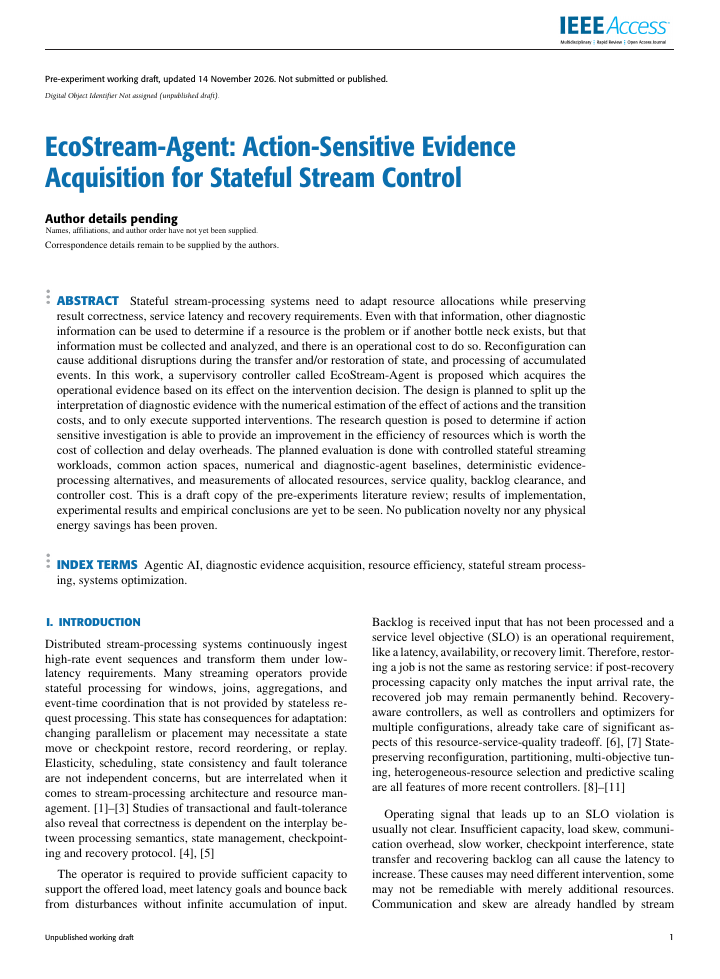 IEEE Access
Multidisciplinary | Rapid Review | Open Access Journal
Pre-experiment working draft, updated 14 November 2026. Not submitted or published.
Digital Object Identifier Not assigned (unpublished draft).
EcoStream-Agent: Action-Sensitive Evidence
Acquisition for Stateful Stream Control
Author details pending
Names, affiliations, and author order have not yet been supplied.
Correspondence details remain to be supplied by the authors.
ABSTRACT Stateful stream-processing systems need to adapt resource allocations while preserving
result correctness, service latency and recovery requirements. Even with that information, other diagnostic
information can be used to determine if a resource is the problem or if another bottle neck exists, but that
information must be collected and analyzed, and there is an operational cost to do so. Reconfiguration can
cause additional disruptions during the transfer and/or restoration of state, and processing of accumulated
events. In this work, a supervisory controller called EcoStream-Agent is proposed which acquires the
operational evidence based on its effect on the intervention decision. The design is planned to split up the
interpretation of diagnostic evidence with the numerical estimation of the effect of actions and the transition
costs, and to only execute supported interventions. The research question is posed to determine if action
sensitive investigation is able to provide an improvement in the efficiency of resources which is worth the
cost of collection and delay overheads. The planned evaluation is done with controlled stateful streaming
workloads, common action spaces, numerical and diagnostic-agent baselines, deterministic evidence-
processing alternatives, and measurements of allocated resources, service quality, backlog clearance, and
controller cost. This is a draft copy of the pre-experiments literature review; results of implementation,
experimental results and empirical conclusions are yet to be seen. No publication novelty nor any physical
energy savings has been proven.
INDEX TERMS Agentic AI, diagnostic evidence acquisition, resource efficiency, stateful stream process-
ing, systems optimization.
I. INTRODUCTION
Distributed stream-processing systems continuously ingest
high-rate event sequences and transform them under low-
latency requirements. Many streaming operators provide
stateful processing for windows, joins, aggregations, and
event-time coordination that is not provided by stateless re-
quest processing. This state has consequences for adaptation:
changing parallelism or placement may necessitate a state
move or checkpoint restore, record reordering, or replay.
Elasticity, scheduling, state consistency and fault tolerance
are not independent concerns, but are interrelated when it
comes to stream-processing architecture and resource man-
agement. [1]–[3] Studies of transactional and fault-tolerance
also reveal that correctness is dependent on the interplay be-
tween processing semantics, state management, checkpoint-
ing and recovery protocol. [4], [5]
The operator is required to provide sufficient capacity to
support the offered load, meet latency goals and bounce back
from disturbances without infinite accumulation of input.
Backlog is received input that has not been processed and a
service level objective (SLO) is an operational requirement,
like a latency, availability, or recovery limit. Therefore, restor-
ing a job is not the same as restoring service: if post-recovery
processing capacity only matches the input arrival rate, the
recovered job may remain permanently behind. Recovery-
aware controllers, as well as controllers and optimizers for
multiple configurations, already take care of significant as-
pects of this resource-service-quality tradeoff. [6], [7] State-
preserving reconfiguration, partitioning, multi-objective tun-
ing, heterogeneous-resource selection and predictive scaling
are all features of more recent controllers. [8]–[11]
Operating signal that leads up to an SLO violation is
usually not clear. Insufficient capacity, load skew, communi-
cation overhead, slow worker, checkpoint interference, state
transfer and recovering backlog can all cause the latency to
increase. These causes may need different intervention, some
may not be remediable with merely additional resources.
Communication and skew are already handled by stream
Unpublished working draft
1